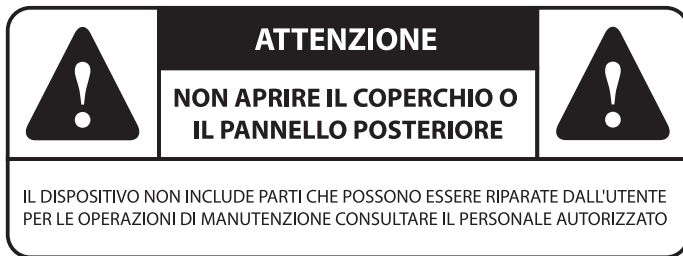 ATTENZIONE
NON APRIRE IL COPERCHIO O
IL PANNELLO POSTERIORE
IL DISPOSITIVO NON INCLUDE PARTI CHE POSSONO ESSERE RIPARATE DALL'UTENTE
PER LE OPERAZIONI DI MANUTENZIONE CONSULTARE IL PERSONALE AUTORIZZATO